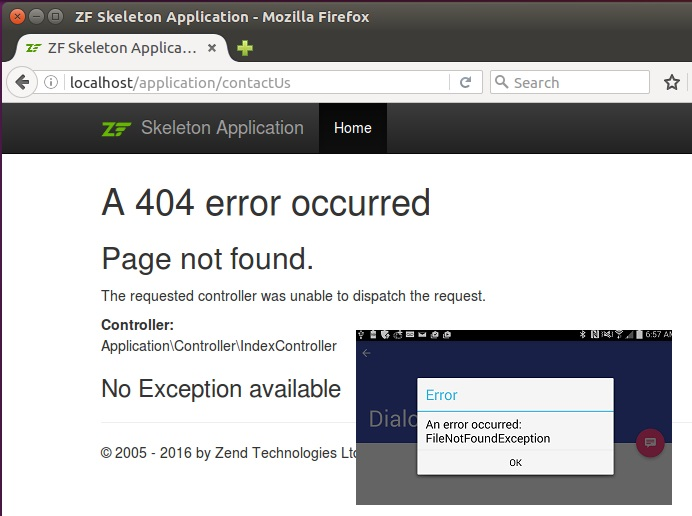 ZF Skeleton Application - Mozilla Firefox
ZF Skeleton Applica...
localhost/application/contactUs
Search
ZF Skeleton Application Home
A 404 error occurred
Page not found.
The requested controller was unable to dispatch the request.
Controller:
Application\Controller\IndexController
No Exception available
© 2005 - 2016 by Zend Technologies Ltd
6:57 AM
Error
An error occurred:
FileNotFoundException
OK